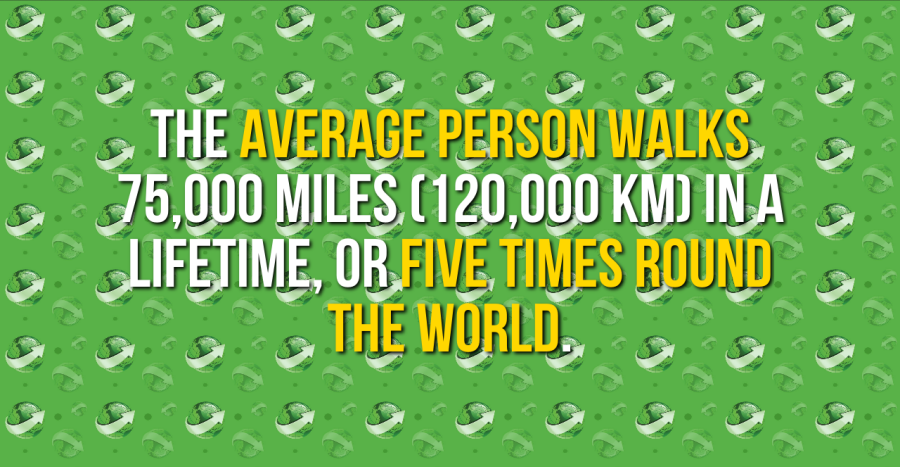 THE AVERAGE PERSON WALKS
75,000 MILES (120,000 KM) IN A
LIFETIME, OR FIVE TIMES ROUND
THE WORLD.